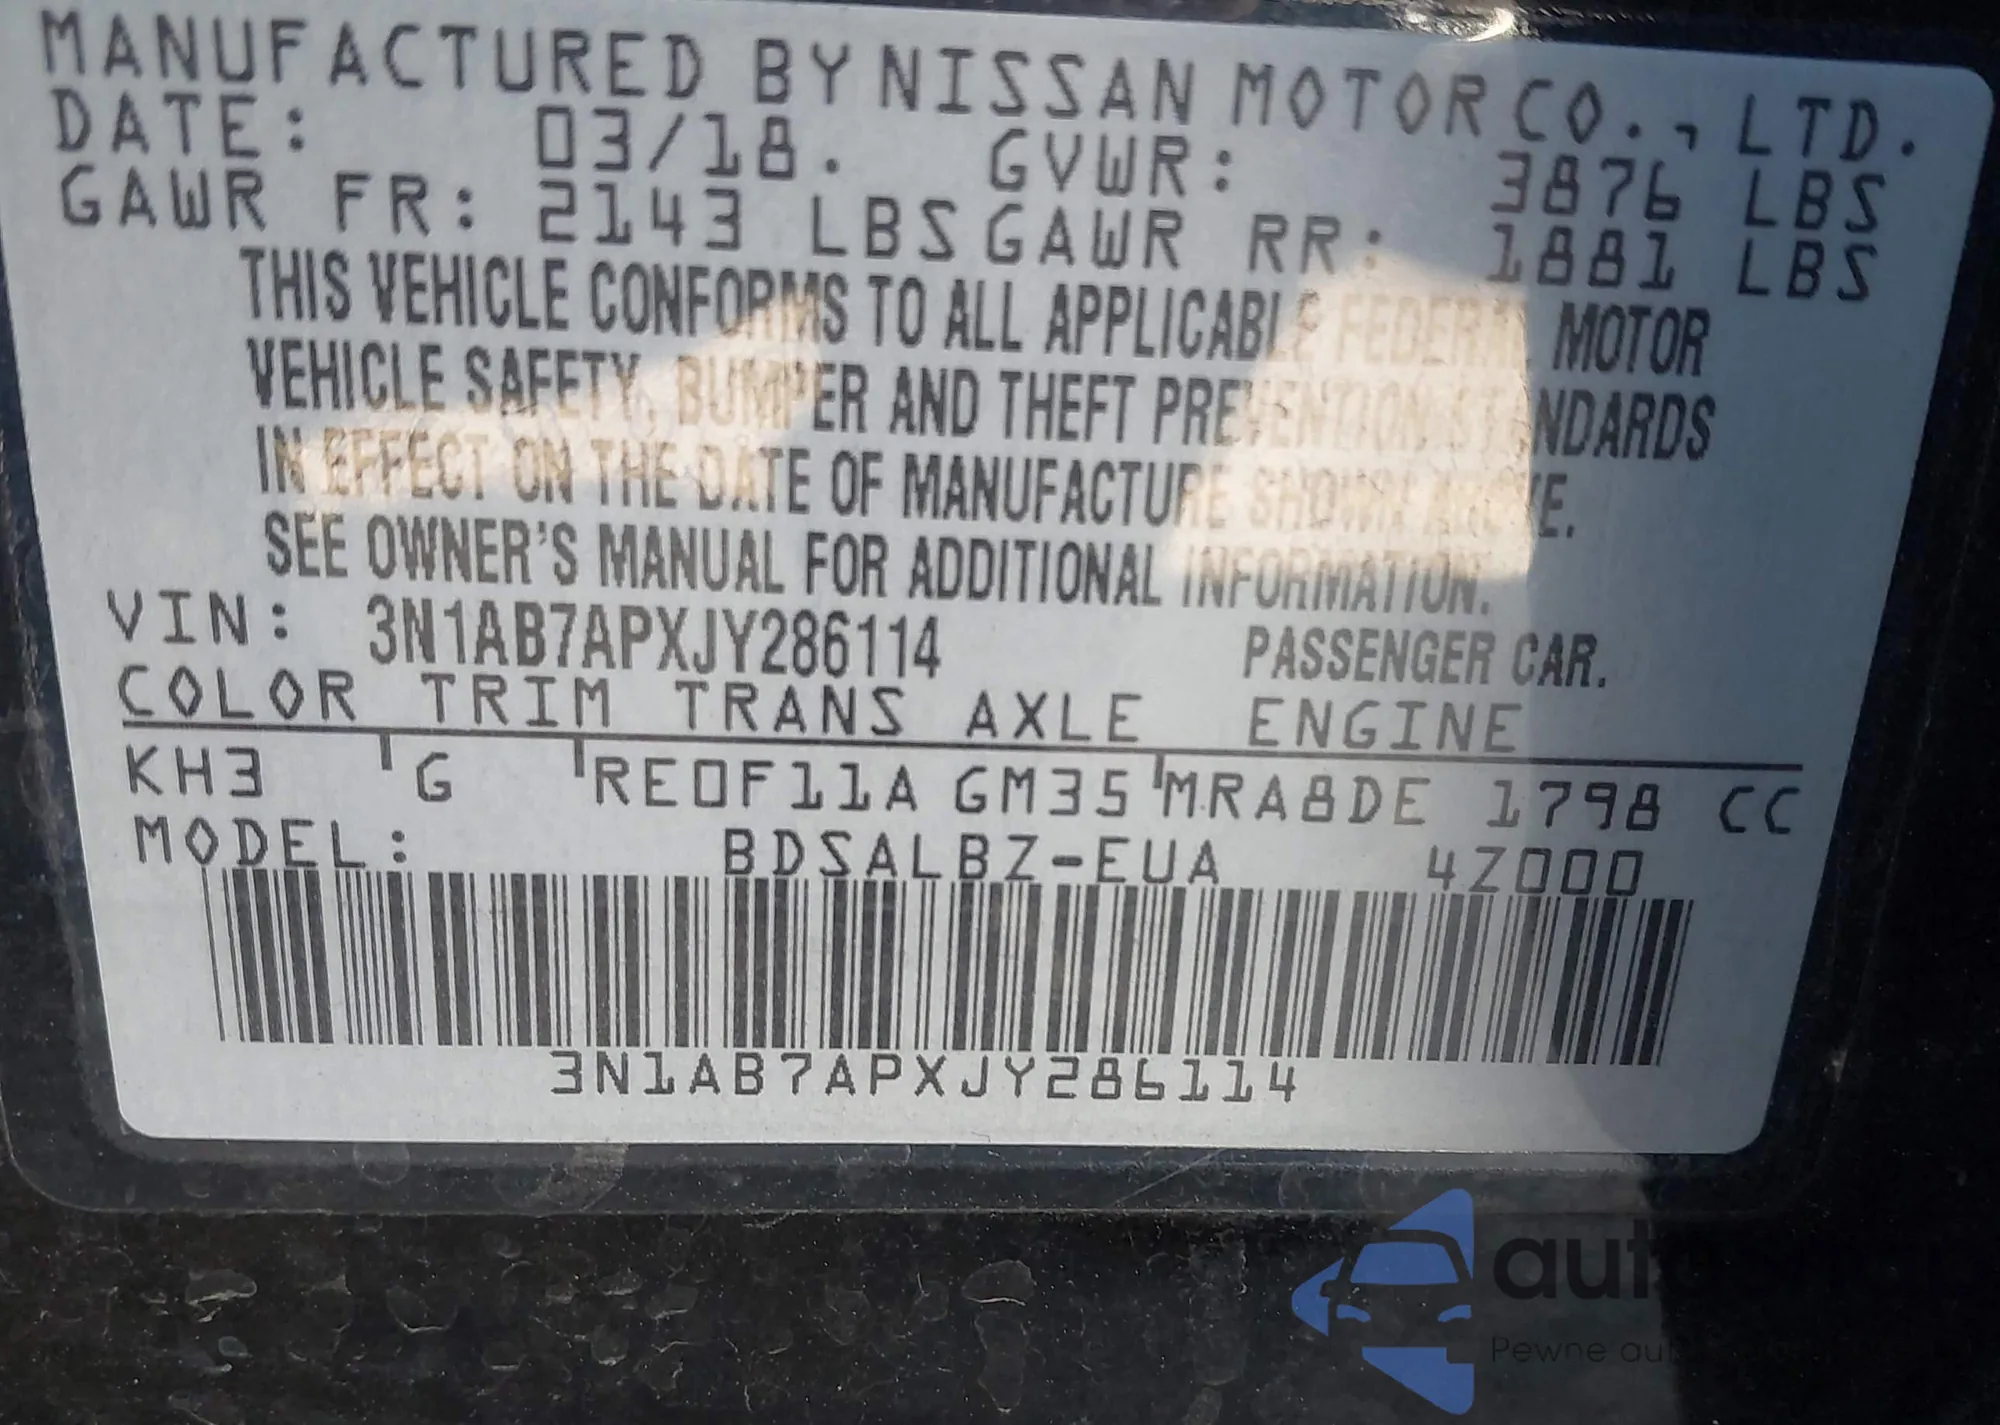 MANUFACTURED BY NISSAN MOTOR CO., LTD.
DATE: 03/18. GVWR: 3876 LBS
GAWR FR: 2143 LBS GAWR RR: 1881 LBS
THIS VEHICLE CONFORMS TO ALL APPLICABLE FEDERAL MOTOR
VEHICLE SAFETY, BUMPER AND THEFT PREVENTION STANDARDS
IN EFFECT ON THE DATE OF MANUFACTURE SHOWN ABOVE.
SEE OWNER'S MANUAL FOR ADDITIONAL INFORMATION.
VIN: 3N1AB7APXJY286114 PASSENGER CAR.
COLOR TRIM TRANS AXLE ENGINE
KH3 G RE0F11A GM35 MRA8DE 1798 CC
MODEL: BDSALBZ-EUA 4Z000
3N1AB7APXJY286114
Pewne